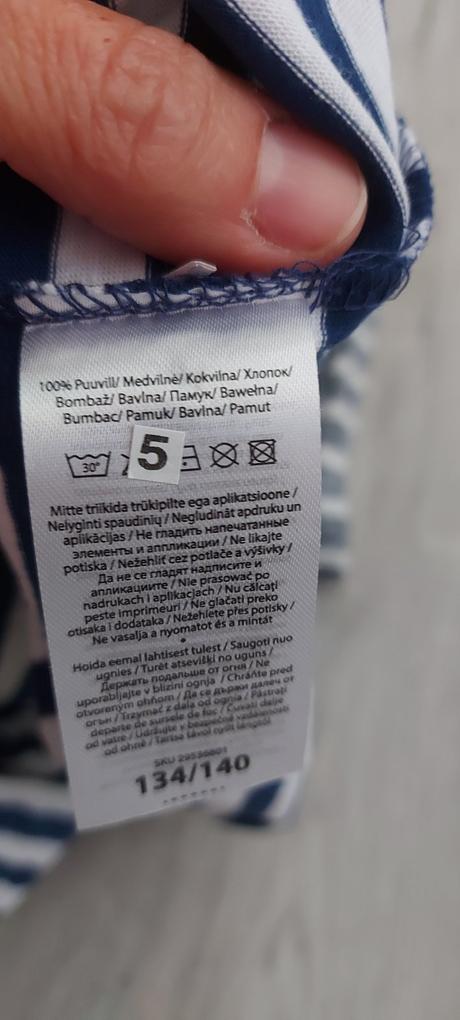 100% Puuvill/ Medvilnė/ Kokvilna/ Хлопок/
Bombaž/ Bavlna/ Памук/ Bawełna/
Bumbac/ Pamuk/ Bavlna/ Pamut
30°
5
Mitte triikida trükipilte ega aplikatsioone /
Nelyginti spaudinių / Negludināt apdruku un
aplikācijas / Не гладить напечатанные
элементы и аппликации / Ne likajte
potiska / Nežehliť cez potlače a výšivky /
Да не се гладят надписите и
апликациите / Nie prasować po
nadrukach i aplikacjach / Nu călcați
peste imprimeuri / Ne glačati preko
otisaka i dodataka / Nežehlete přes potisky /
Ne vasalja a nyomatot és a mintát
Hoida eemal lahtisest tulest / Saugoti nuo
ugnies / Turēt atsevišķi no uguns /
Держать подальше от огня / Ne
uporabljajte v bližini ognja / Chráňte pred
otvoreným ohňom / Да се държи далеч от
огън / Trzymać z dala od ognia / Păstrați
departe de sursele de foc / Čuvati dalje
od vatre / Udržujte v bezpečné vzdálenosti
od ohně / Tartsa távol nyílt lángtól
SKU 29536801
134/140